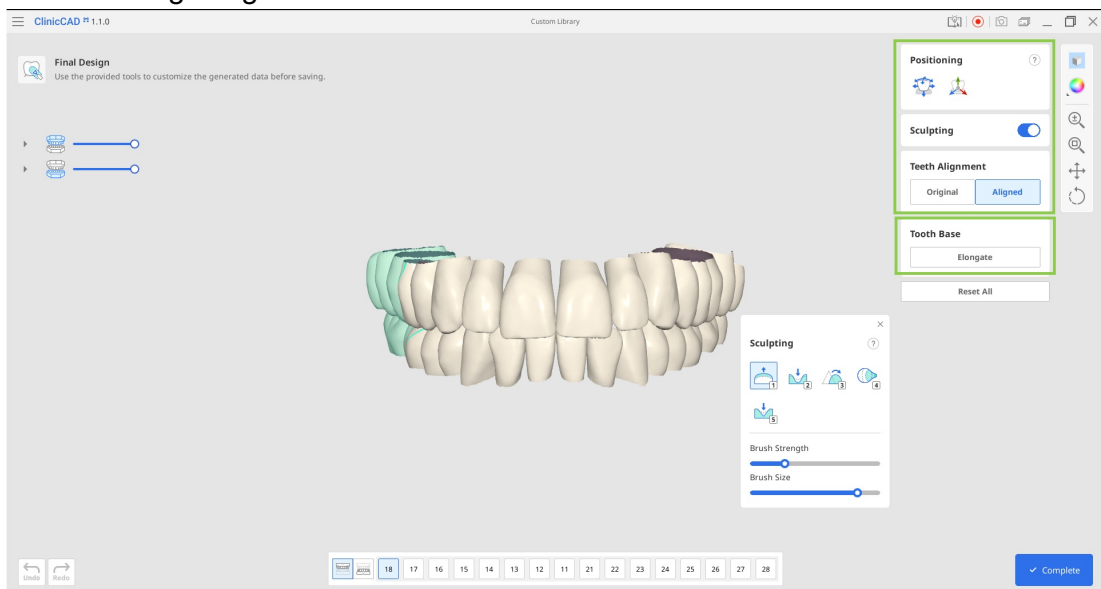 ClinicCAD 1.1.0
Custom Library
Final Design
Use the provided tools to customize the generated data before saving.
Positioning
?
Sculpting
Teeth Alignment
Original Aligned
Tooth Base
Elongate
Reset All
Sculpting
?
1 2 3 4
5
Brush Strength
Brush Size
Undo Redo
18 17 16 15 14 13 12 11 21 22 23 24 25 26 27 28
Complete